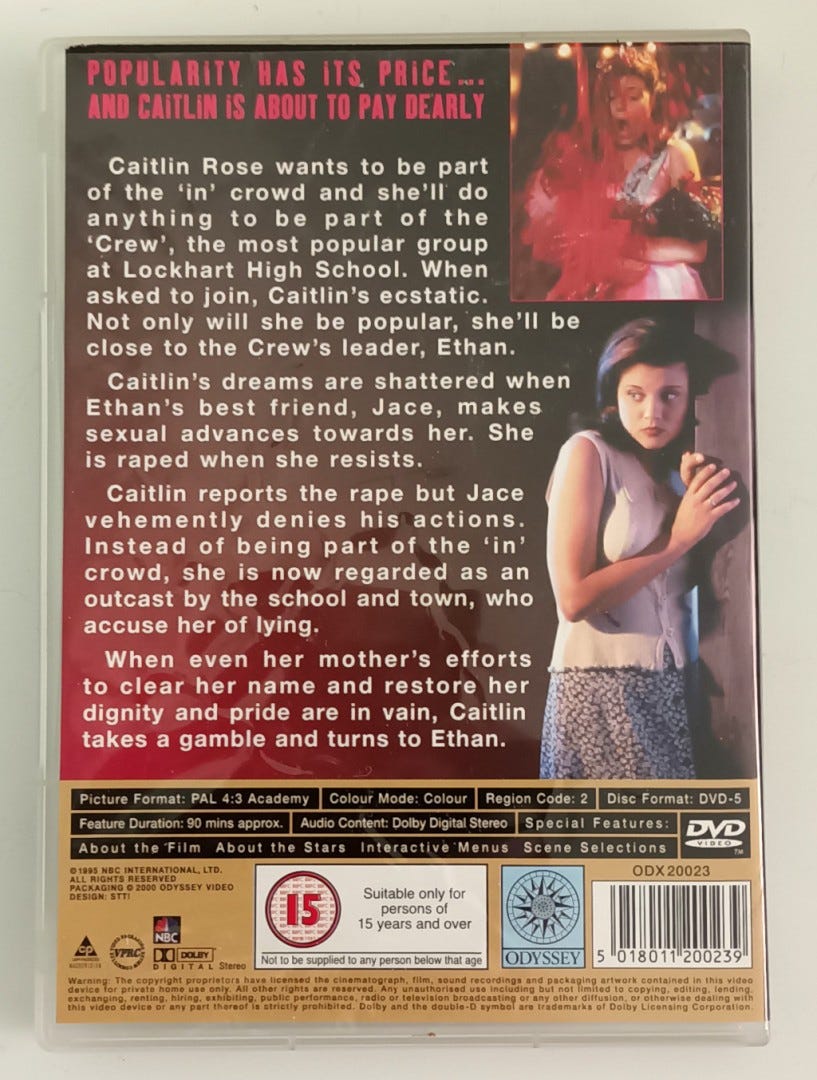 POPULARITY HAS ITS PRICE....
AND CAITLIN IS ABOUT TO PAY DEARLY
Caitlin Rose wants to be part
of the ‘in’ crowd and she’ll do
anything to be part of the
‘Crew’, the most popular group
at Lockhart High School. When
asked to join, Caitlin’s ecstatic.
Not only will she be popular, she’ll be
close to the Crew’s leader, Ethan.
Caitlin’s dreams are shattered when
Ethan’s best friend, Jace, makes
sexual advances towards her. She
is raped when she resists.
Caitlin reports the rape but Jace
vehemently denies his actions.
Instead of being part of the ‘in’
crowd, she is now regarded as an
outcast by the school and town, who
accuse her of lying.
When even her mother’s efforts
to clear her name and restore her
dignity and pride are in vain, Caitlin
takes a gamble and turns to Ethan.
Picture Format: PAL 4:3 Academy Colour Mode: Colour Region Code: 2 Disc Format: DVD-5
Feature Duration: 90 mins approx. Audio Content: Dolby Digital Stereo Special Features:
About the Film About the Stars Interactive Menus Scene Selections
DVD
VIDEO
TM
©1995 NBC INTERNATIONAL, LTD.
ALL RIGHTS RESERVED
PACKAGING © 2000 ODYSSEY VIDEO
DESIGN: STTI
NBC
VPRC
DOLBY
DIGITAL Stereo
15
Suitable only for
persons of
15 years and over
Not to be supplied to any person below that age
ODYSSEY
ODX20023
5 018011 200239
Warning: The copyright proprietors have licensed the cinematograph, film, sound recordings and packaging artwork contained in this video
device for private home use only. All other rights are reserved. Any unauthorised use including but not limited to copying, editing, lending,
exchanging, renting, hiring, exhibiting, public performance, radio or television broadcasting or any other diffusion, or otherwise dealing with
this video device or any part thereof is strictly prohibited. Dolby and the double-D symbol are trademarks of Dolby Licensing Corporation.